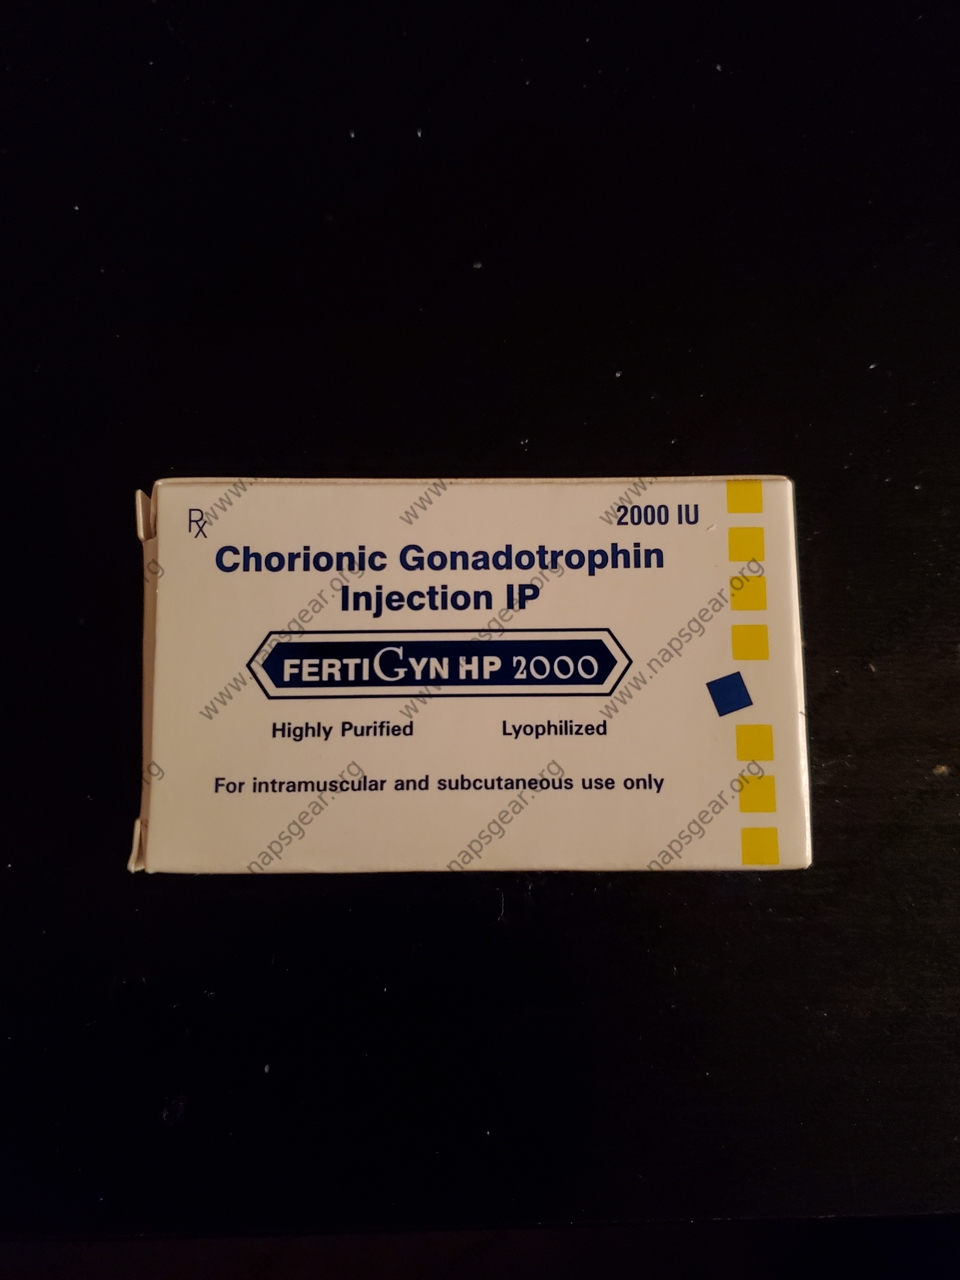 Rx
2000 IU
Chorionic Gonadotrophin
Injection IP
FERTIGYN HP 2000
Highly Purified Lyophilized
For intramuscular and subcutaneous use only
www.napsgear.org